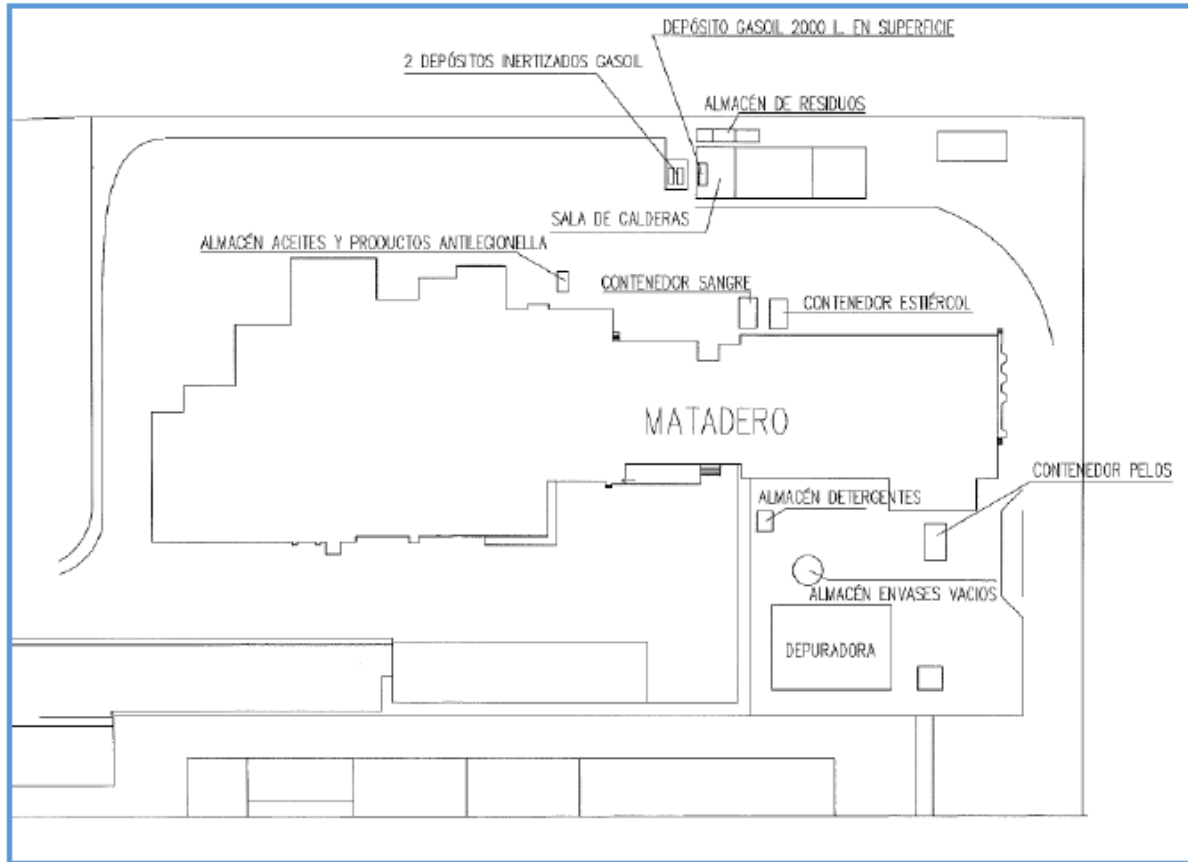 DEPÓSITO GASOIL 2000 L. EN SUPERFICIE
2 DEPÓSITOS INERTIZADOS GASOIL
ALMACÉN DE RESIDUOS
SALA DE CALDERAS
ALMACÉN ACEITES Y PRODUCTOS ANTILEGIONELLA
CONTENEDOR SANGRE
CONTENEDOR ESTIÉRCOL
MATADERO
CONTENEDOR PELOS
ALMACÉN DETERGENTES
ALMACÉN ENVASES VACIOS
DEPURADORA